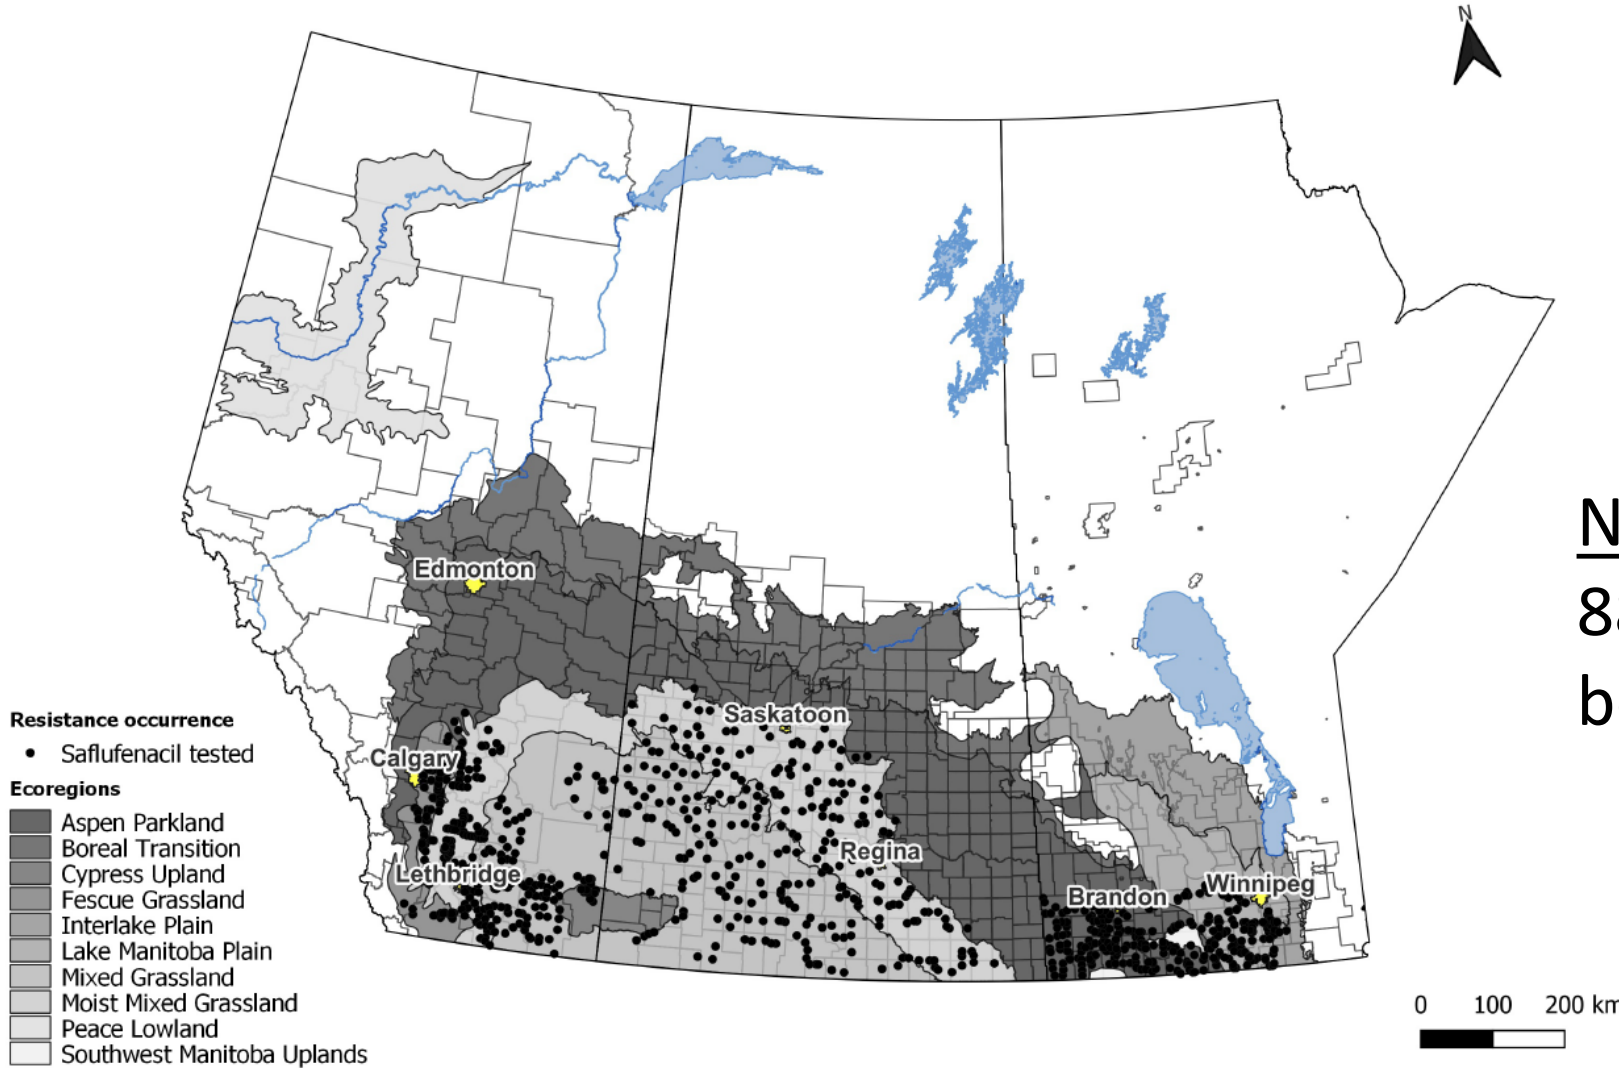 N
Edmonton
Saskatoon
Calgary
Regina
Lethbridge
Brandon
Winnipeg
Resistance occurrence
Saflufenacil tested
Ecoregions
Aspen Parkland
Boreal Transition
Cypress Upland
Fescue Grassland
Interlake Plain
Lake Manitoba Plain
Mixed Grassland
Moist Mixed Grassland
Peace Lowland
Southwest Manitoba Uplands
0 100 200 km
N
8
b